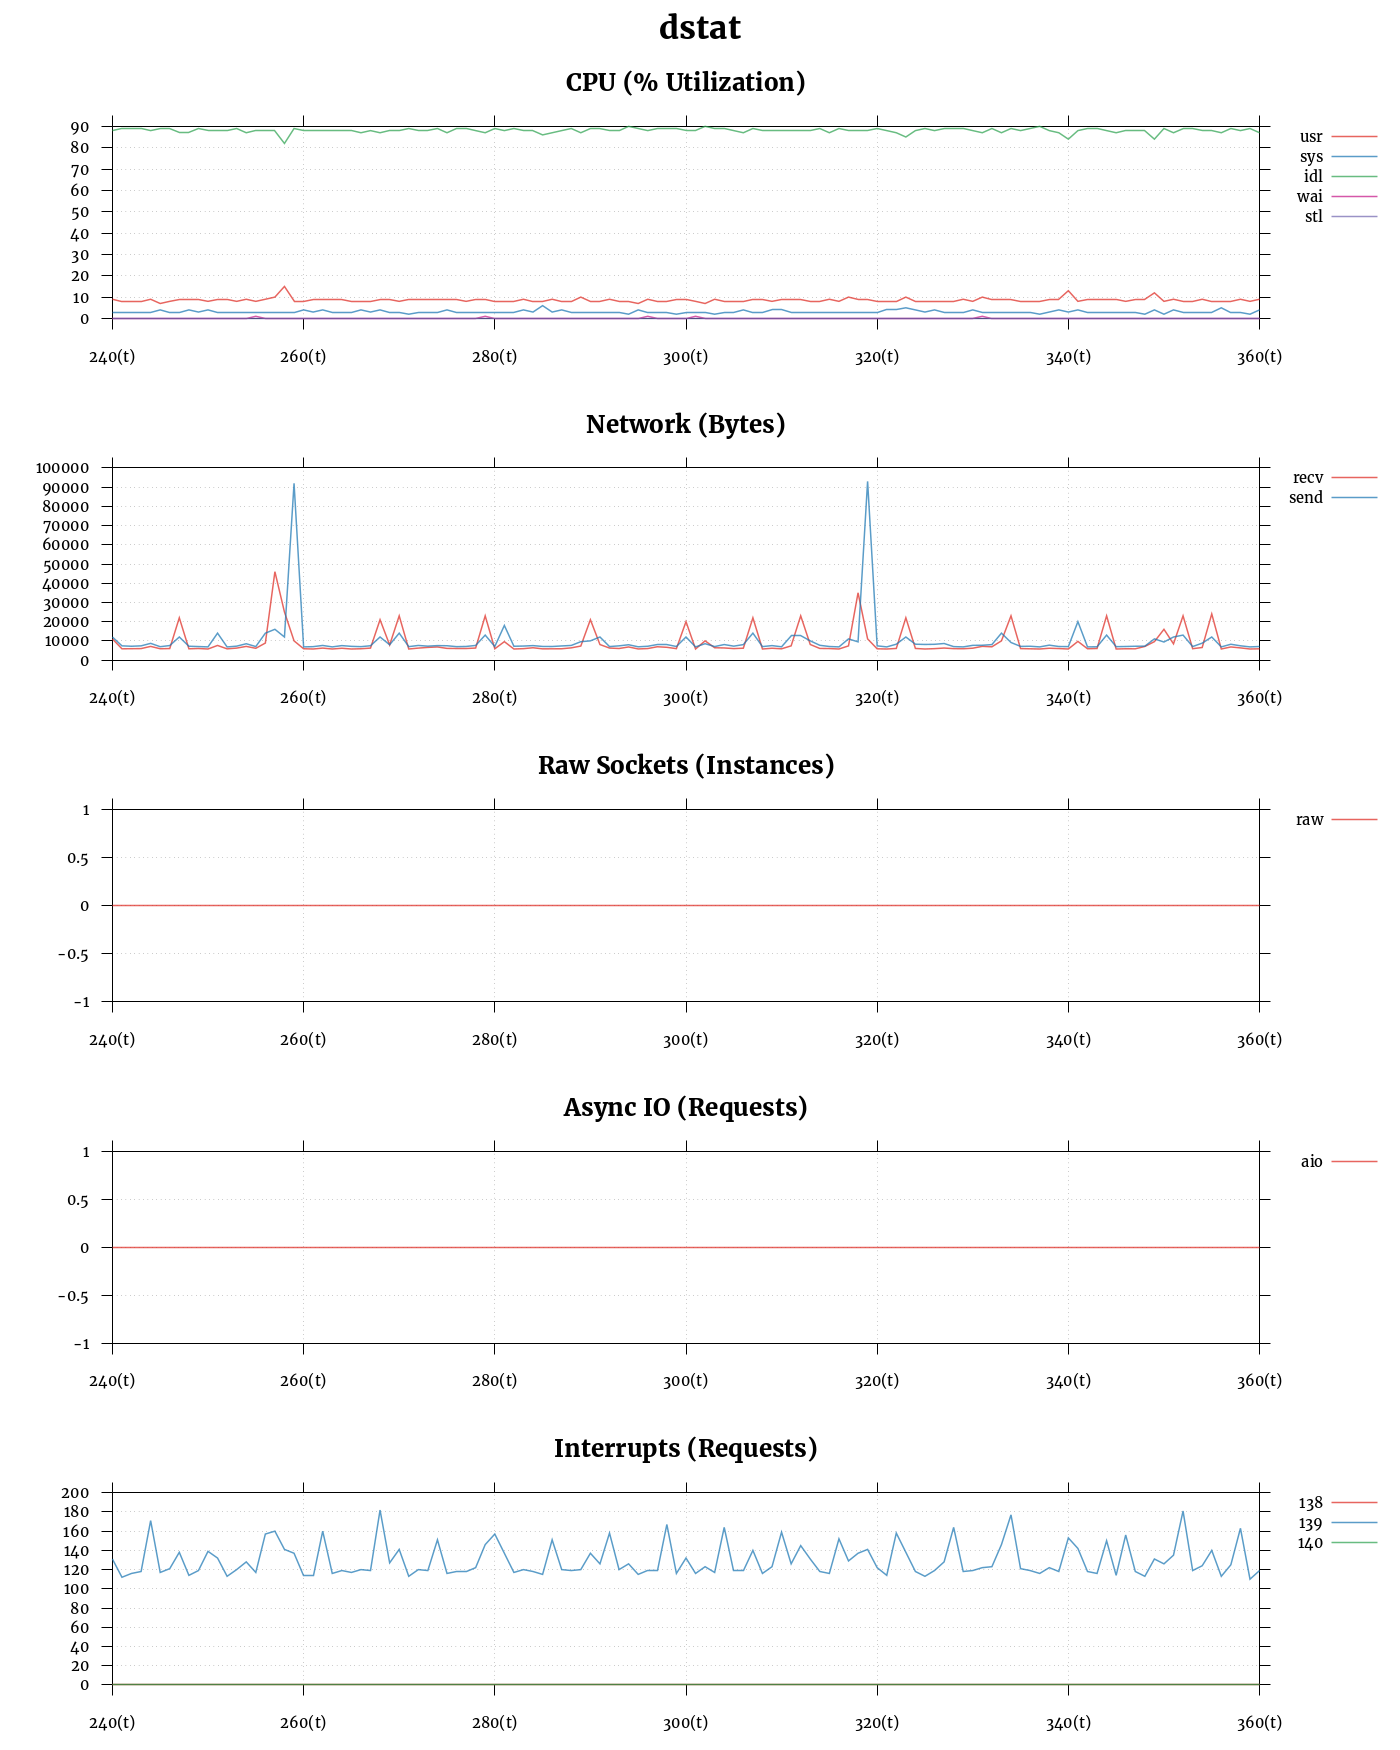 dstat
CPU (% Utilization)
90
80
70
60
50
40
30
20
10
0
240(t) 260(t) 280(t) 300(t) 320(t) 340(t) 360(t)
usr
sys
idl
wai
stl
Network (Bytes)
100000
90000
80000
70000
60000
50000
40000
30000
20000
10000
0
240(t) 260(t) 280(t) 300(t) 320(t) 340(t) 360(t)
recv
send
Raw Sockets (Instances)
1
0.5
0
-0.5
-1
240(t) 260(t) 280(t) 300(t) 320(t) 340(t) 360(t)
raw
Async IO (Requests)
1
0.5
0
-0.5
-1
240(t) 260(t) 280(t) 300(t) 320(t) 340(t) 360(t)
aio
Interrupts (Requests)
200
180
160
140
120
100
80
60
40
20
0
240(t) 260(t) 280(t) 300(t) 320(t) 340(t) 360(t)
138
139
140